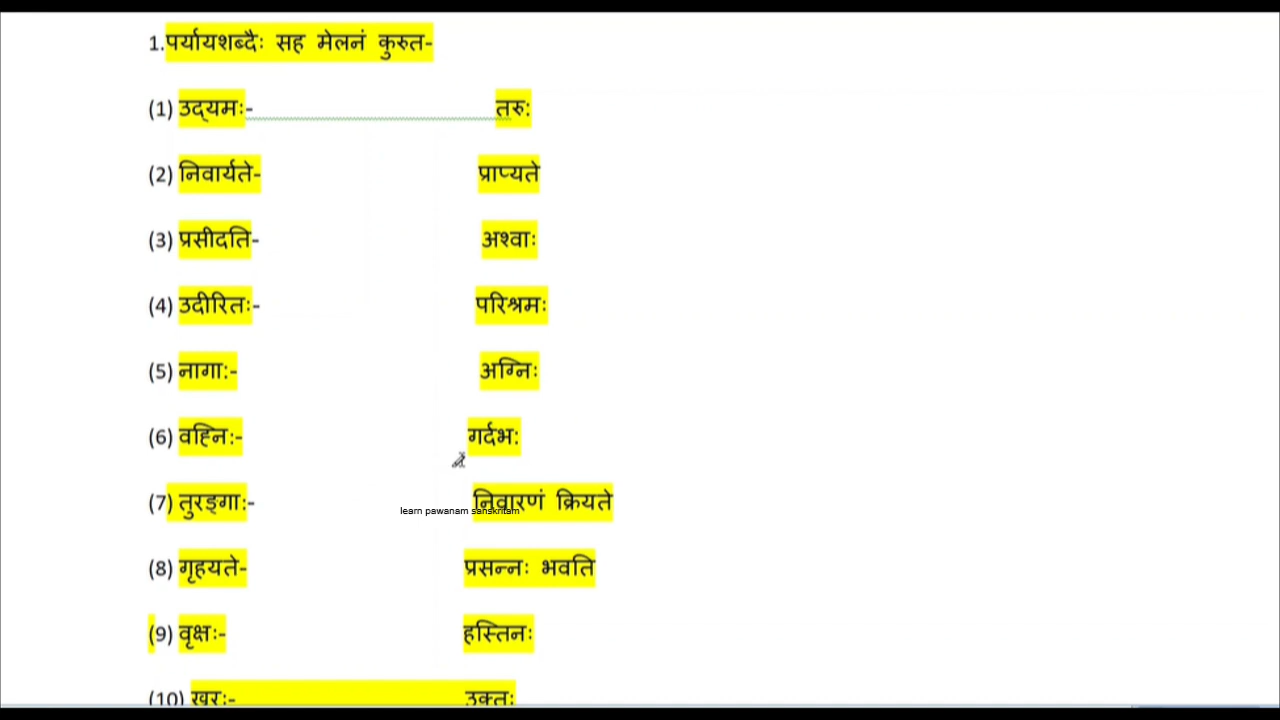 1.पर्यायशब्दैः सह मेलनं कुरुत-
(1) उद्यमः- तरु:
(2) निवार्यते- प्राप्यते
(3) प्रसीदति- अश्वाः
(4) उदीरितः- परिश्रमः
(5) नागा:- अग्निः
(6) वह्निः- गर्दभ:
(7) तुरङ्गा:- निवारणं क्रियते
learn pawanam sanskritam
(8) गृहयते- प्रसन्नः भवति
(9) वृक्षः- हस्तिनः
(10) खर:- उक्त: